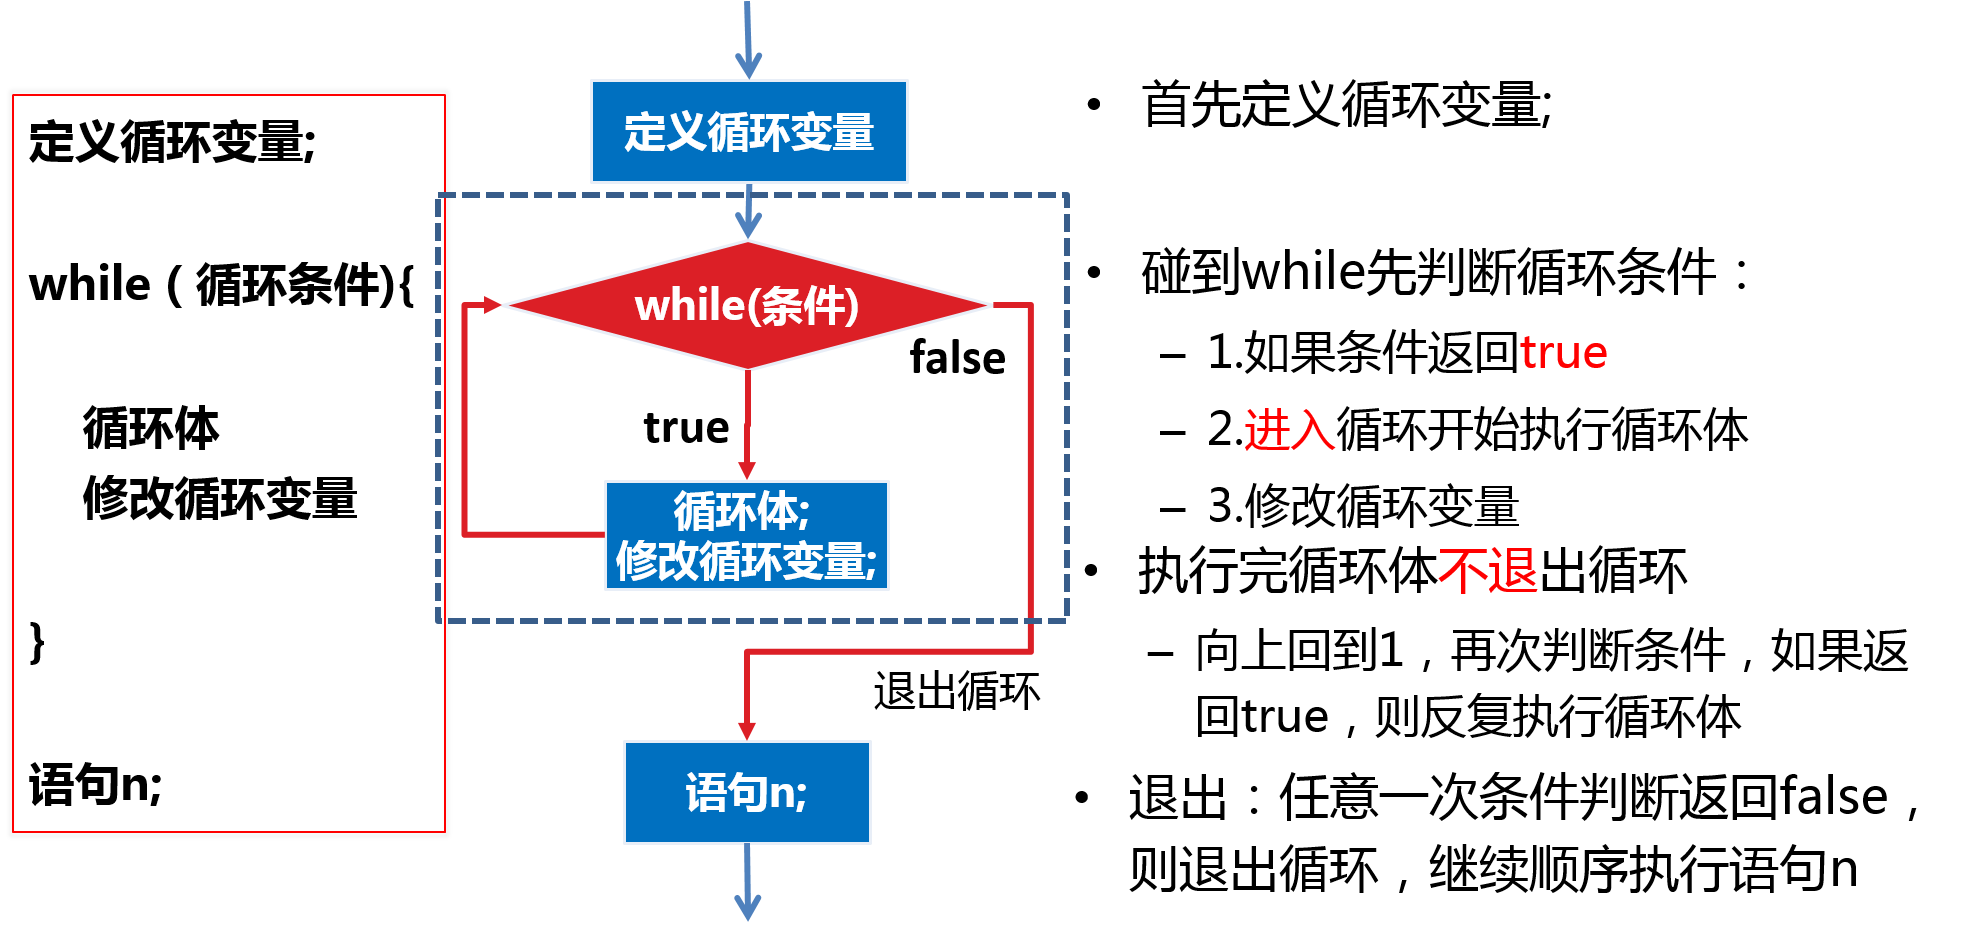 定义循环变量;
while（循环条件){
循环体
修改循环变量
}
语句n;
定义循环变量
while(条件)
false
true
循环体;
修改循环变量;
退出循环
语句n;
• 首先定义循环变量;
• 碰到while先判断循环条件：
– 1.如果条件返回true
– 2.进入循环开始执行循环体
– 3.修改循环变量
• 执行完循环体不退出循环
– 向上回到1，再次判断条件，如果返
回true，则反复执行循环体
• 退出：任意一次条件判断返回false，
则退出循环，继续顺序执行语句n